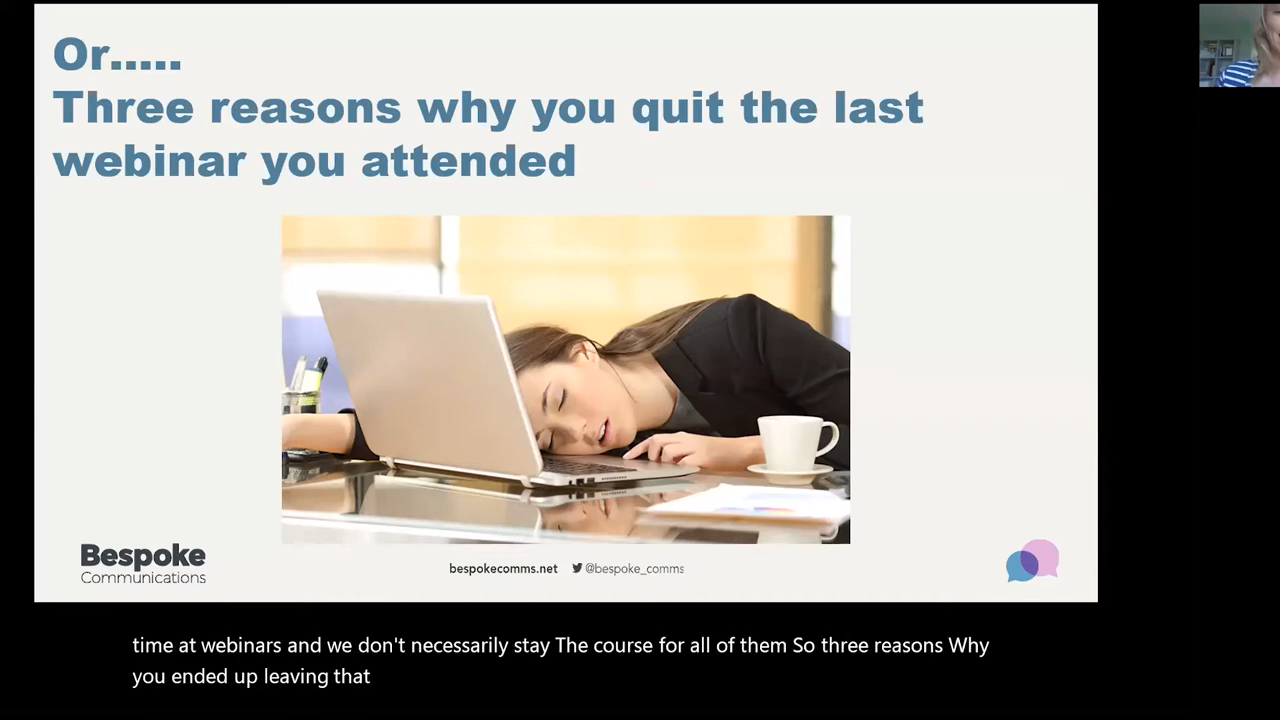 Or.....
Three reasons why you quit the last
webinar you attended
Bespoke
Communications
bespokecomms.net @bespoke_comms
time at webinars and we don't necessarily stay The course for all of them So three reasons Why
you ended up leaving that